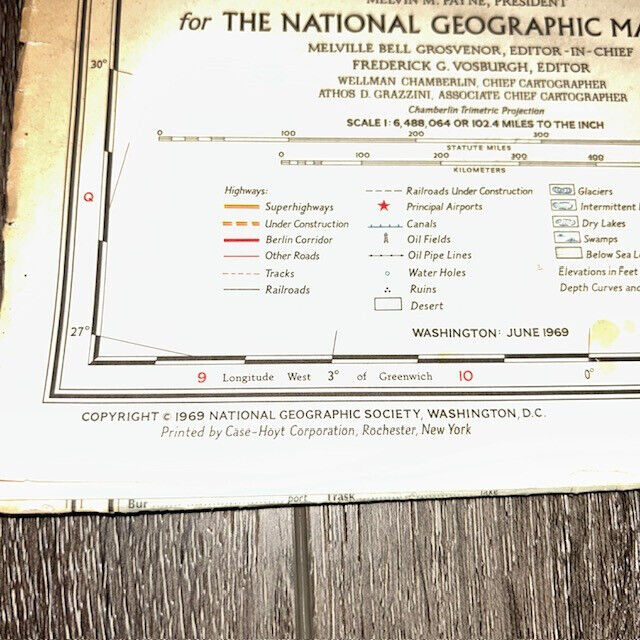 MELVIN M. PAYNE, PRESIDENT
for THE NATIONAL GEOGRAPHIC MA
MELVILLE BELL GROSVENOR, EDITOR-IN-CHIEF
FREDERICK G. VOSBURGH, EDITOR
WELLMAN CHAMBERLIN, CHIEF CARTOGRAPHER
ATHOS D. GRAZZINI, ASSOCIATE CHIEF CARTOGRAPHER
Chamberlin Trimetric Projection
SCALE 1: 6,488,064 OR 102.4 MILES TO THE INCH
0 100 200 300
STATUTE MILES
0 100 200 300 400
KILOMETERS
30°
Q
27°
Highways:
Superhighways
Under Construction
Berlin Corridor
Other Roads
Tracks
Railroads
Railroads Under Construction
Principal Airports
Canals
Oil Fields
Oil Pipe Lines
Water Holes
Ruins
Desert
Glaciers
Intermittent
Dry Lakes
Swamps
Below Sea L
Elevations in Feet
Depth Curves and
WASHINGTON: JUNE 1969
9 Longitude West 3° of Greenwich 10 0°
COPYRIGHT © 1969 NATIONAL GEOGRAPHIC SOCIETY, WASHINGTON, D.C.
Printed by Case-Hoyt Corporation, Rochester, New York
Bur port Trask